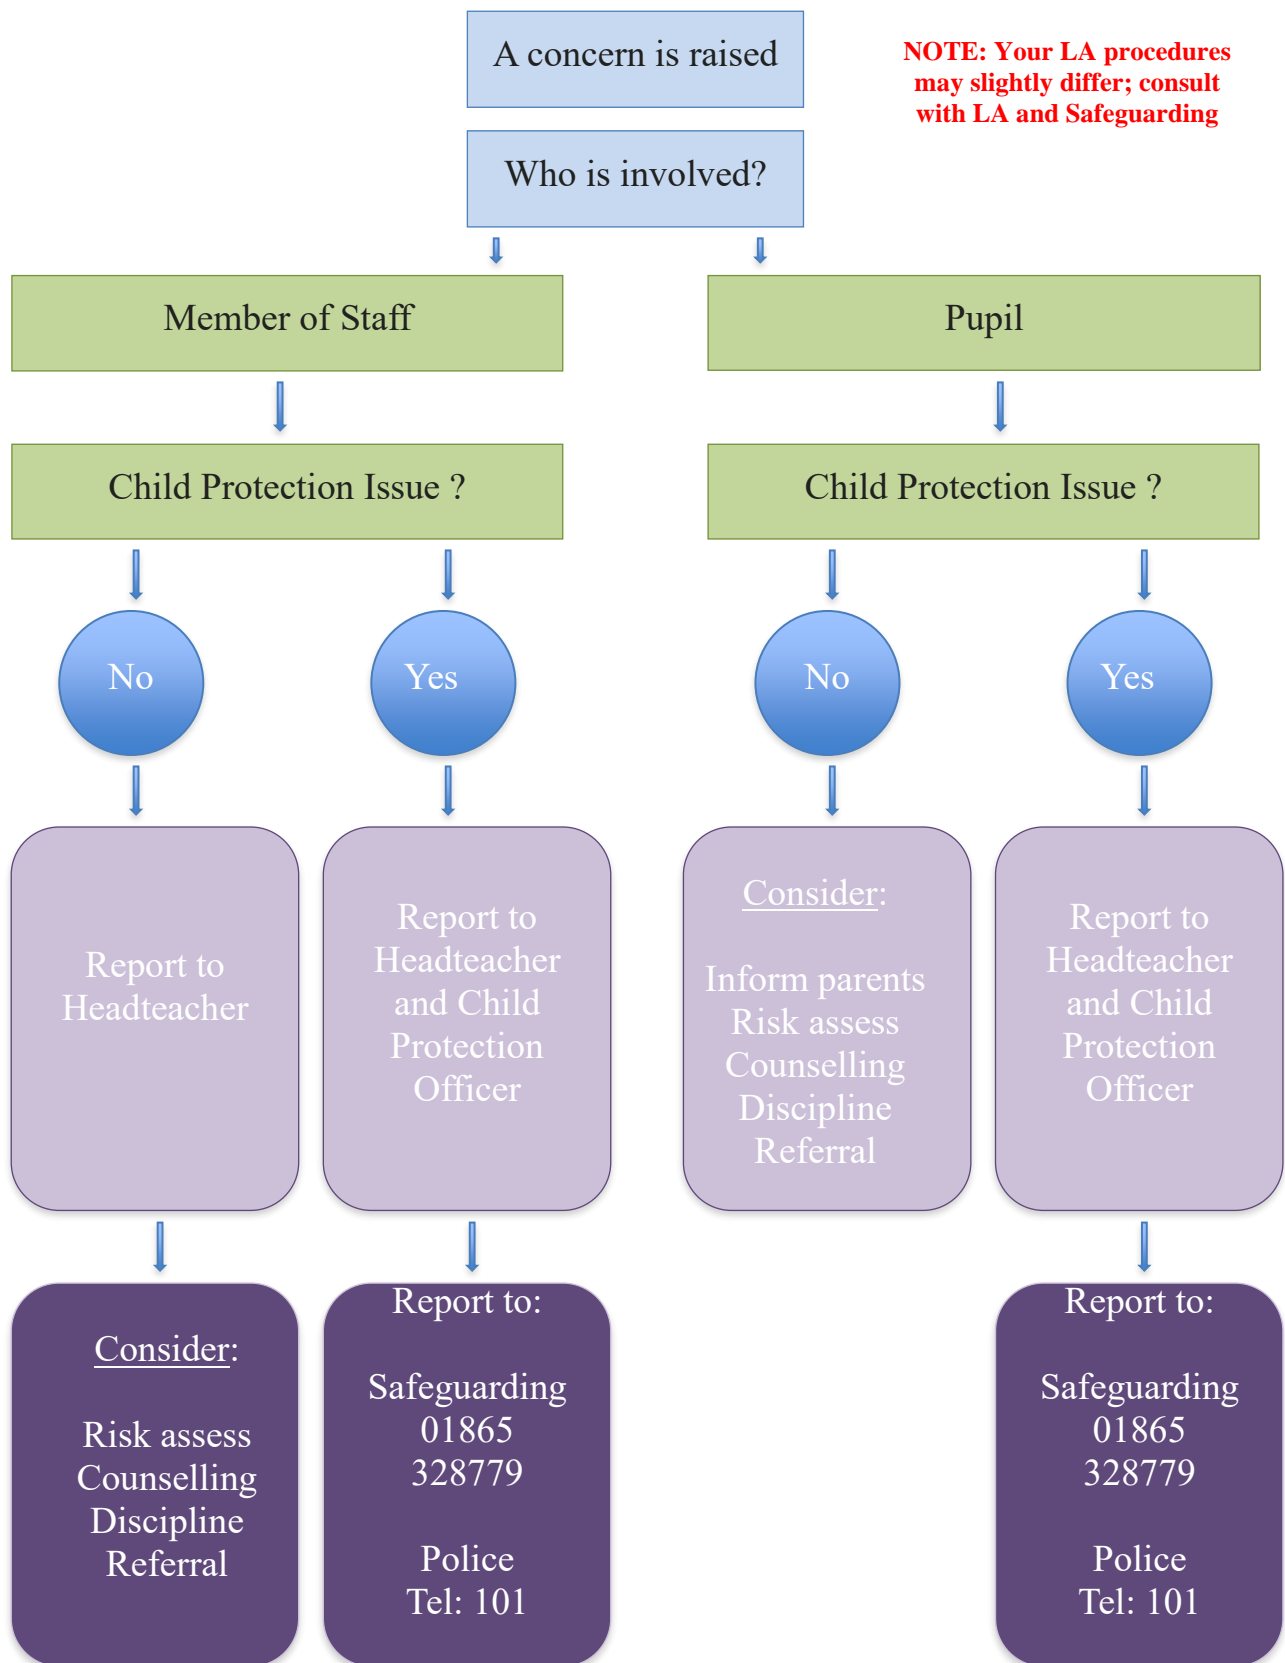 A concern is raised
NOTE: Your LA procedures
may slightly differ; consult
with LA and Safeguarding
Who is involved?
Member of Staff
Pupil
Child Protection Issue ?
Child Protection Issue ?
No
Yes
No
Yes
Report to
Headteacher
Report to
Headteacher
and Child
Protection
Officer
Consider:
Inform parents
Risk assess
Counselling
Discipline
Referral
Report to
Headteacher
and Child
Protection
Officer
Consider:
Risk assess
Counselling
Discipline
Referral
Report to:
Safeguarding
01865
328779
Police
Tel: 101
Report to:
Safeguarding
01865
328779
Police
Tel: 101